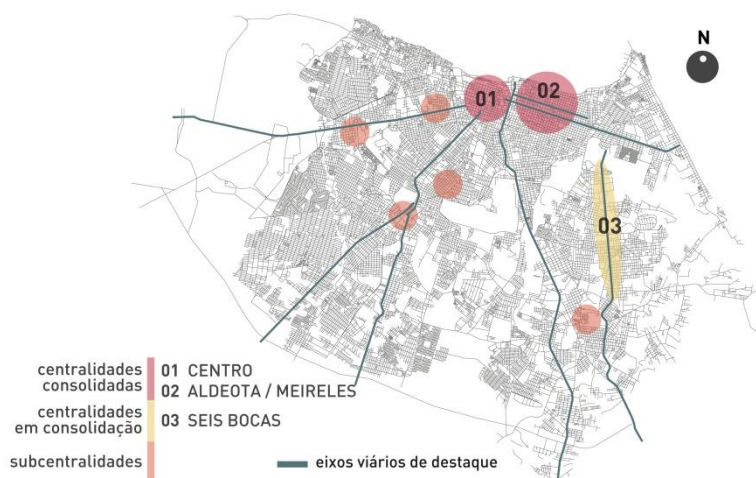 N
01
02
03
centralidades
consolidadas
01 CENTRO
02 ALDEOTA / MEIRELES
centralidades
em consolidação
03 SEIS BOCAS
subcentralidades
eixos viários de destaque